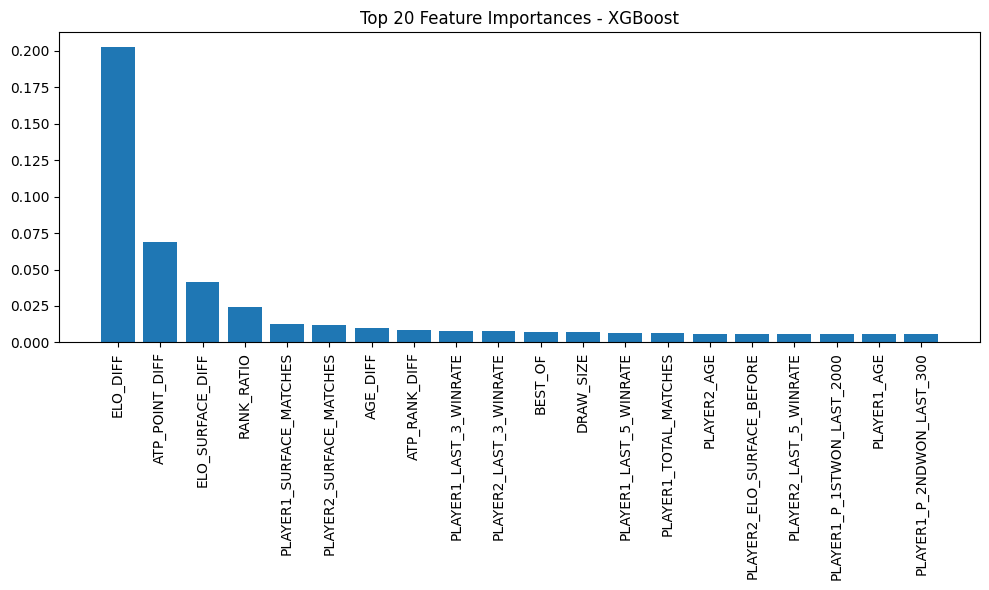 Top 20 Feature Importances - XGBoost
0.200
0.175
0.150
0.125
0.100
0.075
0.050
0.025
0.000
ELO_DIFF
ATP_POINT_DIFF
ELO_SURFACE_DIFF
RANK_RATIO
PLAYER1_SURFACE_MATCHES
PLAYER2_SURFACE_MATCHES
AGE_DIFF
ATP_RANK_DIFF
PLAYER1_LAST_3_WINRATE
PLAYER2_LAST_3_WINRATE
BEST_OF
DRAW_SIZE
PLAYER1_LAST_5_WINRATE
PLAYER1_TOTAL_MATCHES
PLAYER2_AGE
PLAYER2_ELO_SURFACE_BEFORE
PLAYER2_LAST_5_WINRATE
PLAYER1_P_1STWON_LAST_2000
PLAYER1_AGE
PLAYER1_P_2NDWON_LAST_300